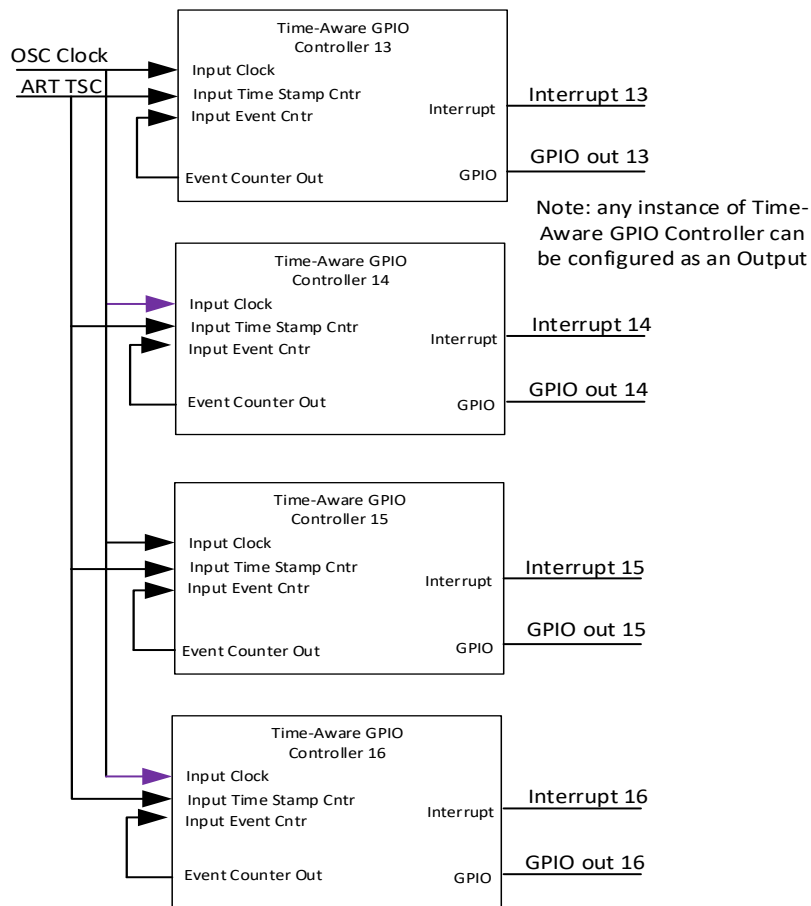 Time-Aware GPIO
Controller 13
OSC Clock
Input Clock
ART TSC
Input Time Stamp Cntr
Input Event Cntr
Interrupt
Interrupt 13
Event Counter Out
GPIO
GPIO out 13
Note: any instance of Time-
Aware GPIO Controller can
be configured as an Output
Time-Aware GPIO
Controller 14
Input Clock
Input Time Stamp Cntr
Input Event Cntr
Interrupt
Interrupt 14
Event Counter Out
GPIO
GPIO out 14
Time-Aware GPIO
Controller 15
Input Clock
Input Time Stamp Cntr
Input Event Cntr
Interrupt
Interrupt 15
Event Counter Out
GPIO
GPIO out 15
Time-Aware GPIO
Controller 16
Input Clock
Input Time Stamp Cntr
Input Event Cntr
Interrupt
Interrupt 16
Event Counter Out
GPIO
GPIO out 16